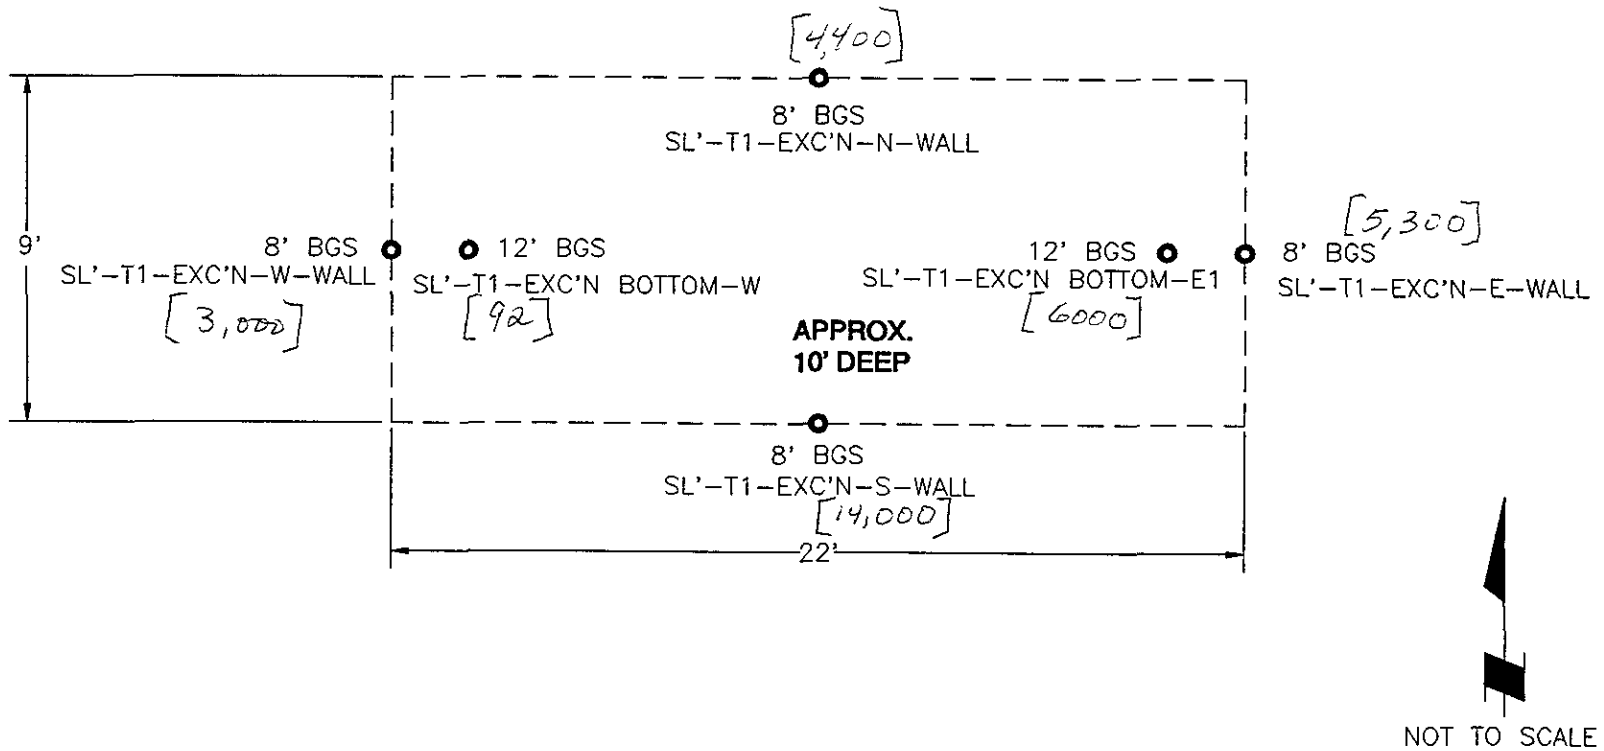 [4,400]
8' BGS
SL'-T1-EXC'N-N-WALL
9'
8' BGS
SL'-T1-EXC'N-W-WALL
[3,000]
12' BGS
SL'-T1-EXC'N BOTTOM-W
[92]
12' BGS
SL'-T1-EXC'N BOTTOM-E1
[6000]
[5,300]
8' BGS
SL'-T1-EXC'N-E-WALL
APPROX.
10' DEEP
8' BGS
SL'-T1-EXC'N-S-WALL
[14,000]
22'
NOT TO SCALE